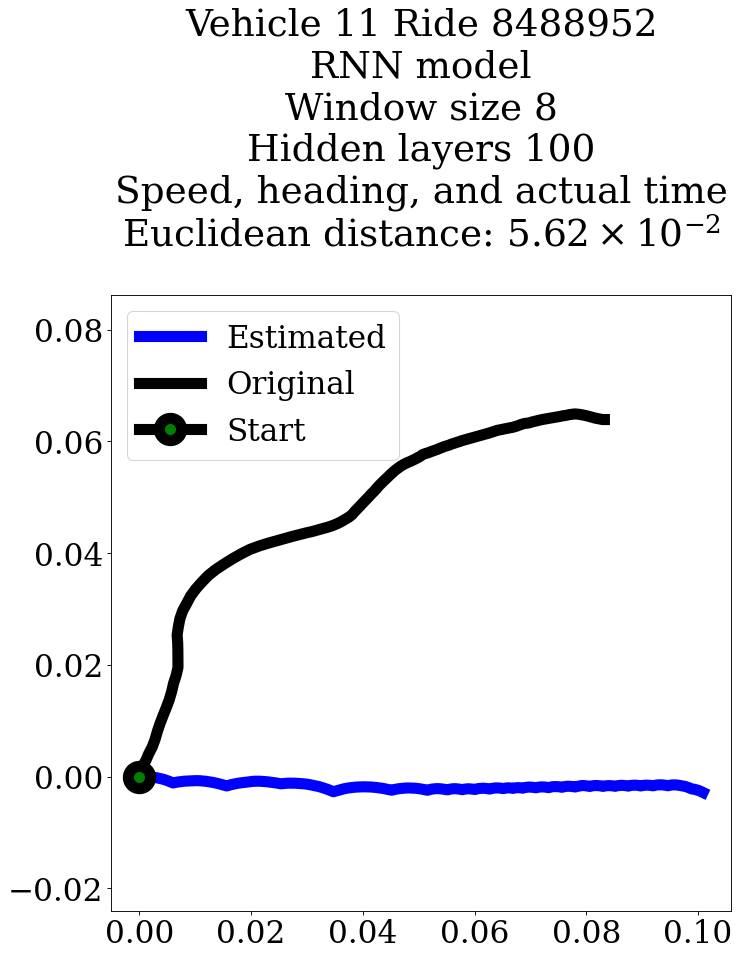 Vehicle 11 Ride 8488952
RNN model
Window size 8
Hidden layers 100
Speed, heading, and actual time
Euclidean distance: 5.62 × 10⁻²
Estimated
Original
Start
0.08
0.06
0.04
0.02
0.00
−0.02
0.00 0.02 0.04 0.06 0.08 0.10